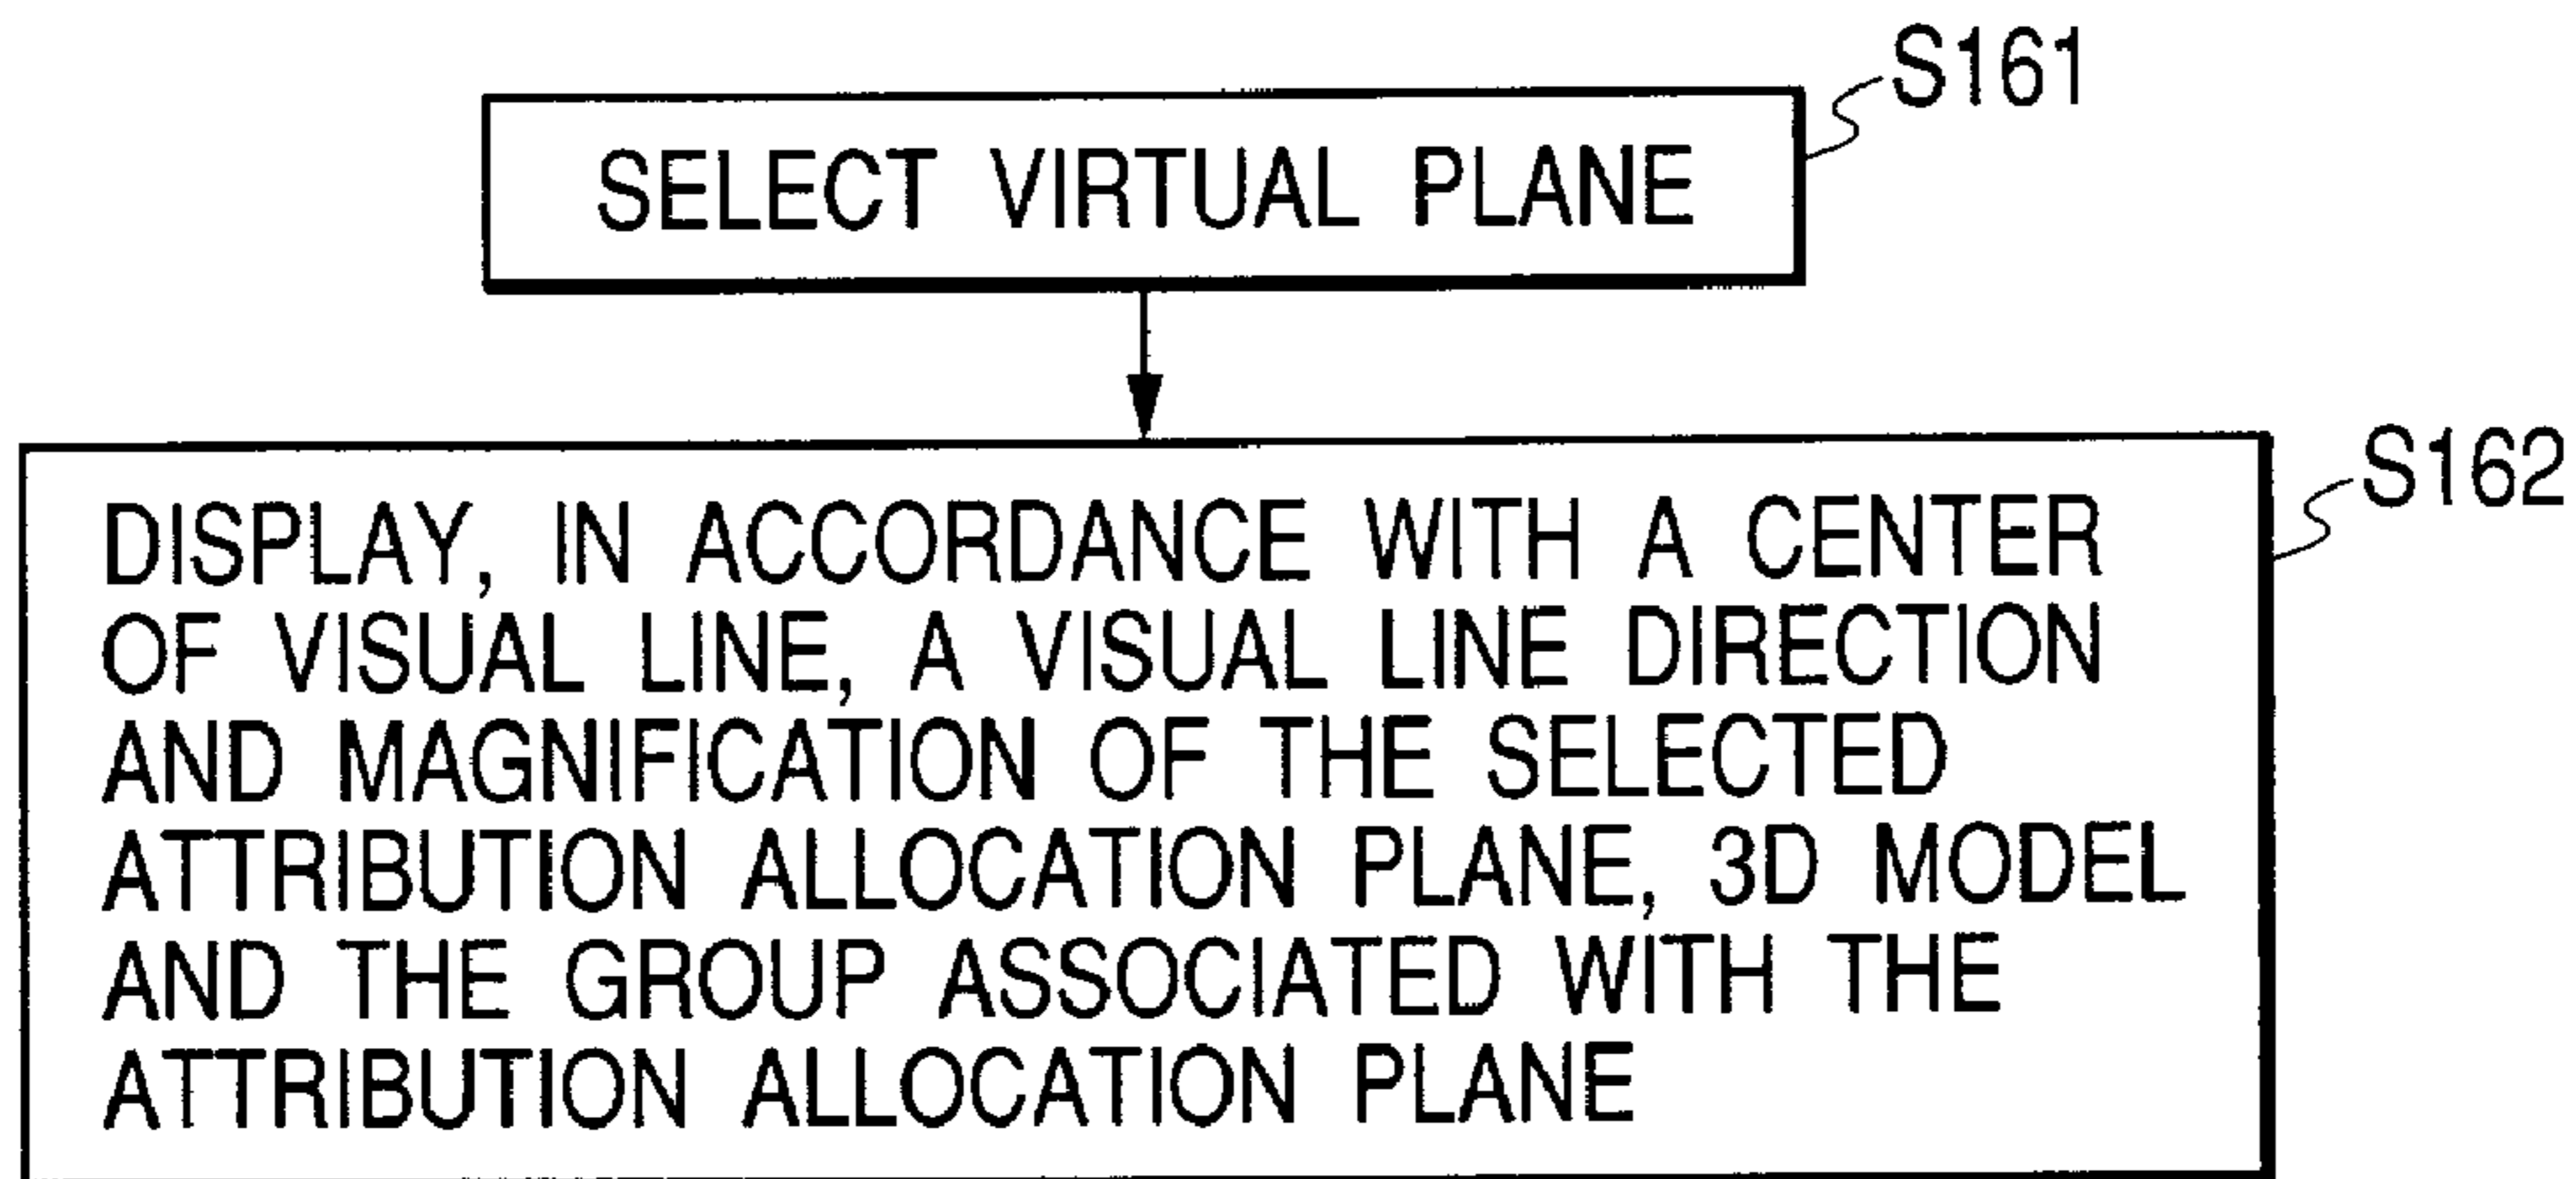 S161
SELECT VIRTUAL PLANE
S162
DISPLAY, IN ACCORDANCE WITH A CENTER
OF VISUAL LINE, A VISUAL LINE DIRECTION
AND MAGNIFICATION OF THE SELECTED
ATTRIBUTION ALLOCATION PLANE, 3D MODEL
AND THE GROUP ASSOCIATED WITH THE
ATTRIBUTION ALLOCATION PLANE